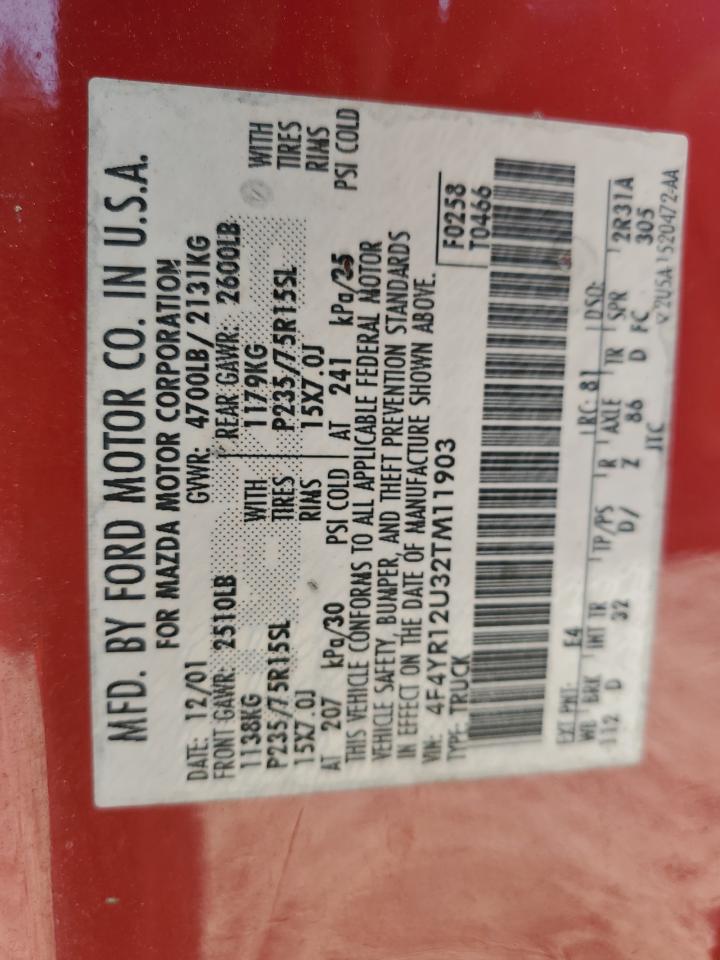 MFD. BY FORD MOTOR CO. IN U.S.A.
FOR MAZDA MOTOR CORPORATION
DATE: 12/01 GVWR: 4700LB/ 2131KG
FRONT GAWR: 2510LB REAR GAWR: 2600LB
1138KG WITH 1179KG WITH
P235/75R15SL TIRES P235/75R15SL TIRES
15X7.0J RIMS 15X7.0J RIMS
AT 207 kPa/30 PSI COLD AT 241 kPa/25 PSI COLD
THIS VEHICLE CONFORMS TO ALL APPLICABLE FEDERAL MOTOR
VEHICLE SAFETY, BUMPER, AND THEFT PREVENTION STANDARDS
IN EFFECT ON THE DATE OF MANUFACTURE SHOWN ABOVE.
VIN: 4F4YR12U32TM11903 F0258
TYPE: TRUCK T0466
EXT PNT: E4 RC: 81 DSO:
WB BRK INT TR TP/PS R AXLE TR SPR 2R31A
112 D 32 D/ Z 86 D FC 305
JTC V2USA 1520472-AA